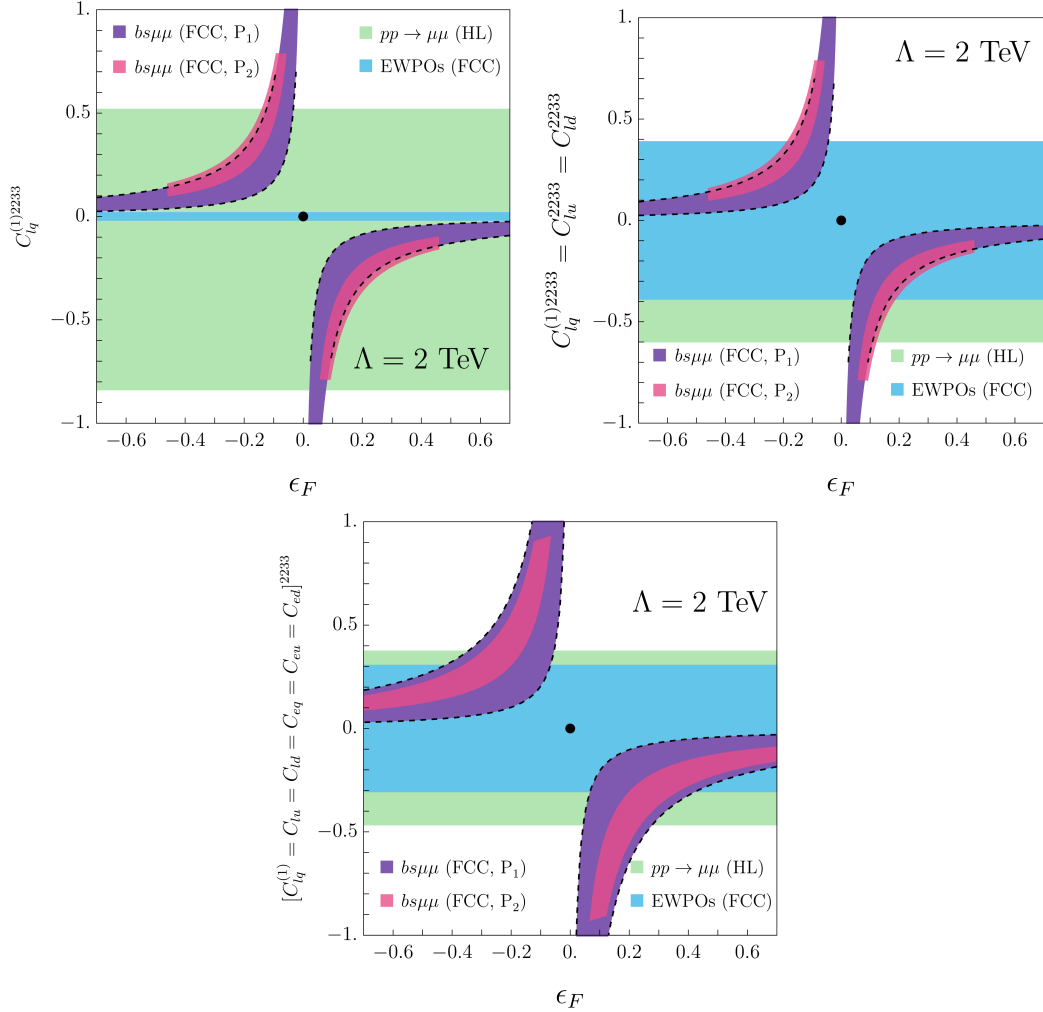 1.
0.5
0.
−0.5
−1.
C_{lq}^{(1)2233}
bsμμ (FCC, P₁)
bsμμ (FCC, P₂)
pp → μμ (HL)
EWPOs (FCC)
Λ = 2 TeV
−0.6 −0.4 −0.2 0. 0.2 0.4 0.6
ϵ_F
1.
0.5
0.
−0.5
−1.
C_{lq}^{(1)2233} = C_{lu}^{2233} = C_{ld}^{2233}
Λ = 2 TeV
bsμμ (FCC, P₁)
bsμμ (FCC, P₂)
pp → μμ (HL)
EWPOs (FCC)
−0.6 −0.4 −0.2 0. 0.2 0.4 0.6
ϵ_F
1.
0.5
0.
−0.5
−1.
[C_{lq}^{(1)} = C_{lu} = C_{ld} = C_{eq} = C_{eu} = C_{ed}]^{2233}
Λ = 2 TeV
bsμμ (FCC, P₁)
bsμμ (FCC, P₂)
pp → μμ (HL)
EWPOs (FCC)
−0.6 −0.4 −0.2 0. 0.2 0.4 0.6
ϵ_F